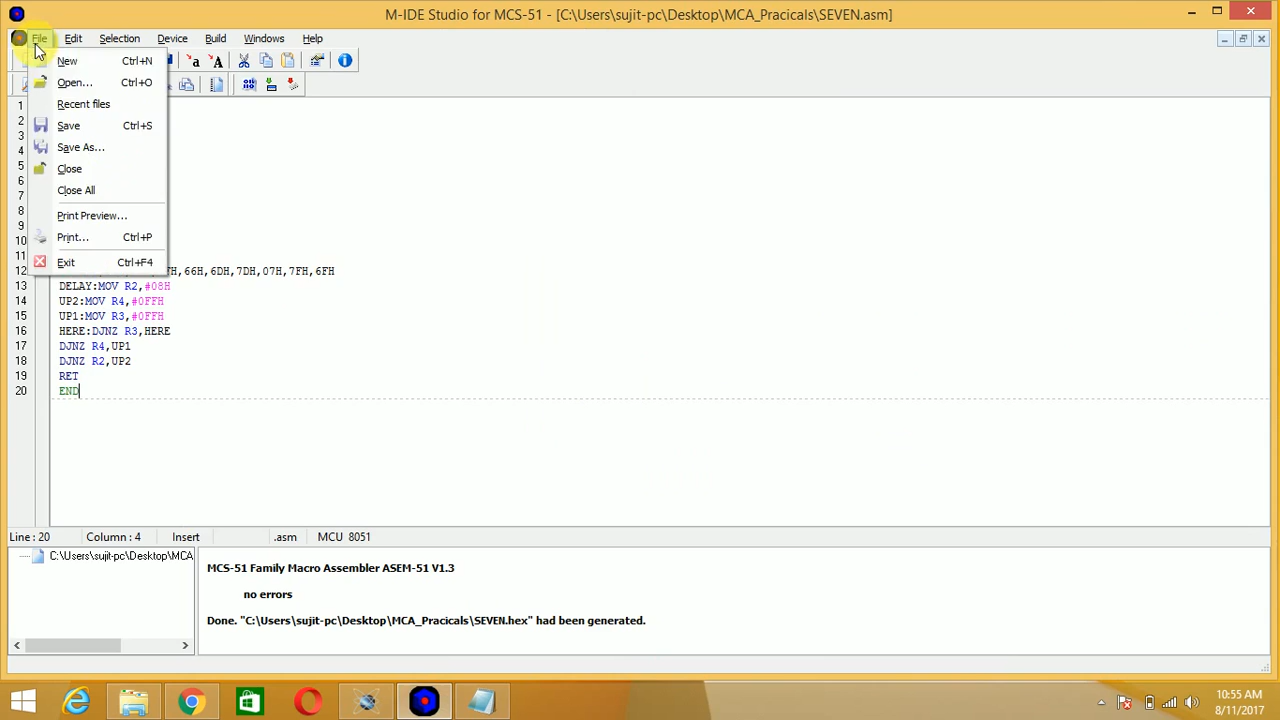 M-IDE Studio for MCS-51 - [C:\Users\sujit-pc\Desktop\MCA_Pracicals\SEVEN.asm]
File Edit Selection Device Build Windows Help
New Ctrl+N
Open... Ctrl+O
Recent files
Save Ctrl+S
Save As...
Close
Close All
Print Preview...
Print... Ctrl+P
Exit Ctrl+F4
1
2
3
4
5
6
7
8
9
10
11
12 FH,66H,6DH,7DH,07H,7FH,6FH
13 DELAY:MOV R2,#08H
14 UP2:MOV R4,#0FFH
15 UP1:MOV R3,#0FFH
16 HERE:DJNZ R3,HERE
17 DJNZ R4,UP1
18 DJNZ R2,UP2
19 RET
20 END
Line : 20 Column : 4 Insert .asm MCU 8051
C:\Users\sujit-pc\Desktop\MCA
MCS-51 Family Macro Assembler ASEM-51 V1.3
no errors
Done. "C:\Users\sujit-pc\Desktop\MCA_Pracicals\SEVEN.hex" had been generated.
10:55 AM
8/11/2017